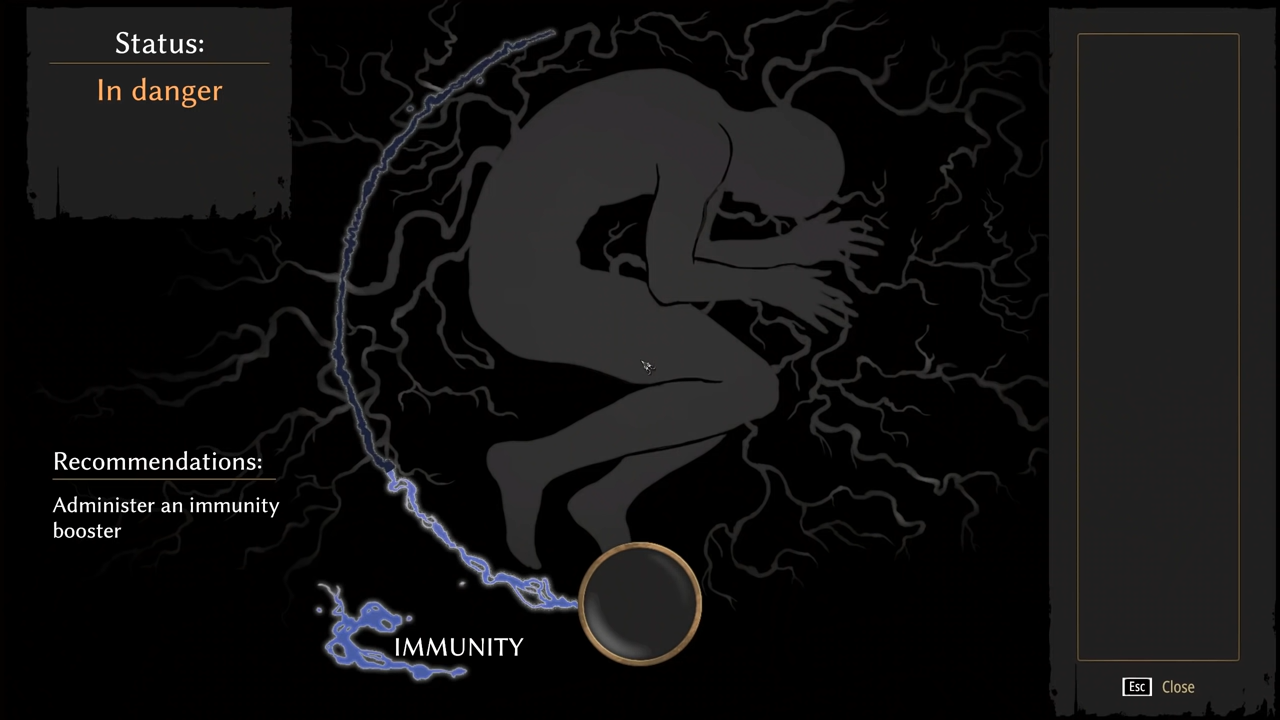 Status:
In danger
Recommendations:
Administer an immunity
booster
IMMUNITY
Esc Close